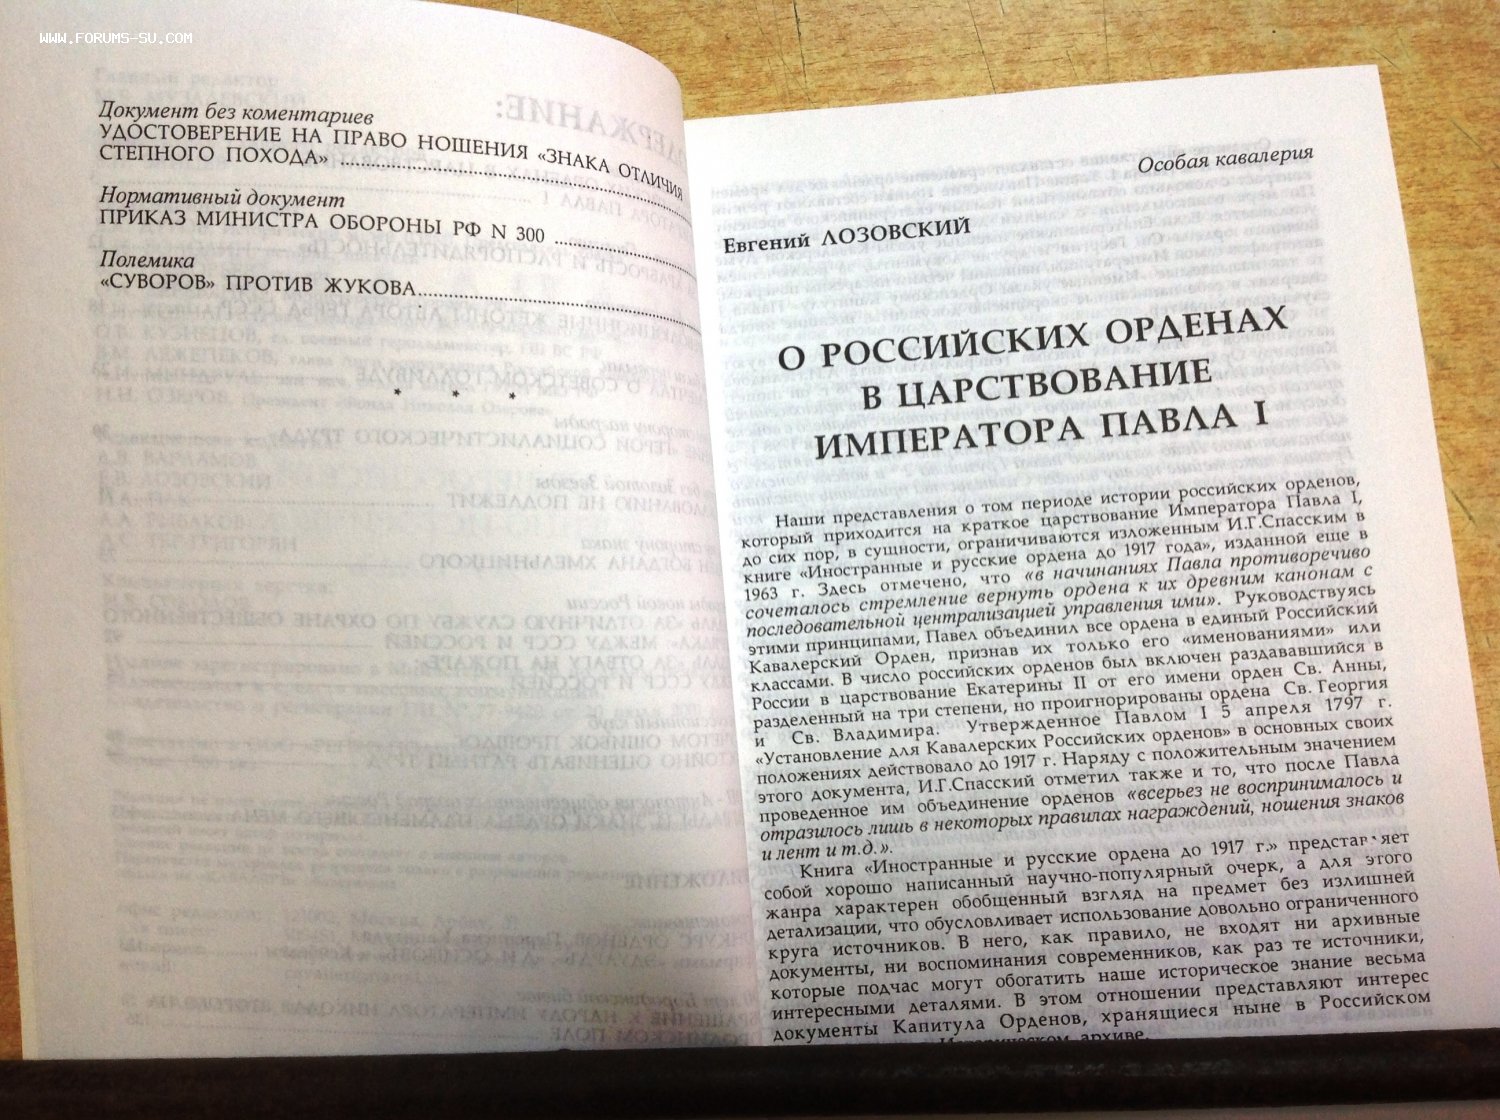 www.forums-su.com
Документ без коментариев
УДОСТОВЕРЕНИЕ НА ПРАВО НОШЕНИЯ «ЗНАКА ОТЛИЧИЯ
СТЕПНОГО ПОХОДА»
Нормативный документ
ПРИКАЗ МИНИСТРА ОБОРОНЫ РФ N 300
Полемика
«СУВОРОВ» ПРОТИВ ЖУКОВА
* * *
Особая кавалерия
Евгений ЛОЗОВСКИЙ
О РОССИЙСКИХ ОРДЕНАХ
В ЦАРСТВОВАНИЕ
ИМПЕРАТОРА ПАВЛА I
Наши представления о том периоде истории российских орденов,
который приходится на краткое царствование Императора Павла I,
до сих пор, в сущности, ограничиваются изложенным И.Г.Спасским в
книге «Иностранные и русские ордена до 1917 года», изданной еще в
1963 г. Здесь отмечено, что «в начинаниях Павла противоречиво
сочеталось стремление вернуть ордена к их древним канонам с
последовательной централизацией управления ими». Руководствуясь
этими принципами, Павел объединил все ордена в единый Российский
Кавалерский Орден, признав их только его «именованиями» или
классами. В число российских орденов был включен раздававшийся в
России в царствование Екатерины II от его имени орден Св. Анны,
разделенный на три степени, но проигнорированы ордена Св. Георгия
и Св. Владимира. Утвержденное Павлом I 5 апреля 1797 г.
«Установление для Кавалерских Российских орденов» в основных своих
положениях действовало до 1917 г. Наряду с положительным значением
этого документа, И.Г.Спасский отметил также и то, что после Павла
проведенное им объединение орденов «всерьез не воспринималось и
отразилось лишь в некоторых правилах награждений, ношения знаков
и лент и т.д.».
Книга «Иностранные и русские ордена до 1917 г.» представляет
собой хорошо написанный научно-популярный очерк, а для этого
жанра характерен обобщенный взгляд на предмет без излишней
детализации, что обусловливает использование довольно ограниченного
круга источников. В него, как правило, не входят ни архивные
документы, ни воспоминания современников, как раз те источники,
которые подчас могут обогатить наше историческое знание весьма
интересными деталями. В этом отношении представляют интерес
документы Капитула Орденов, хранящиеся ныне в Российском
Историческом архиве.